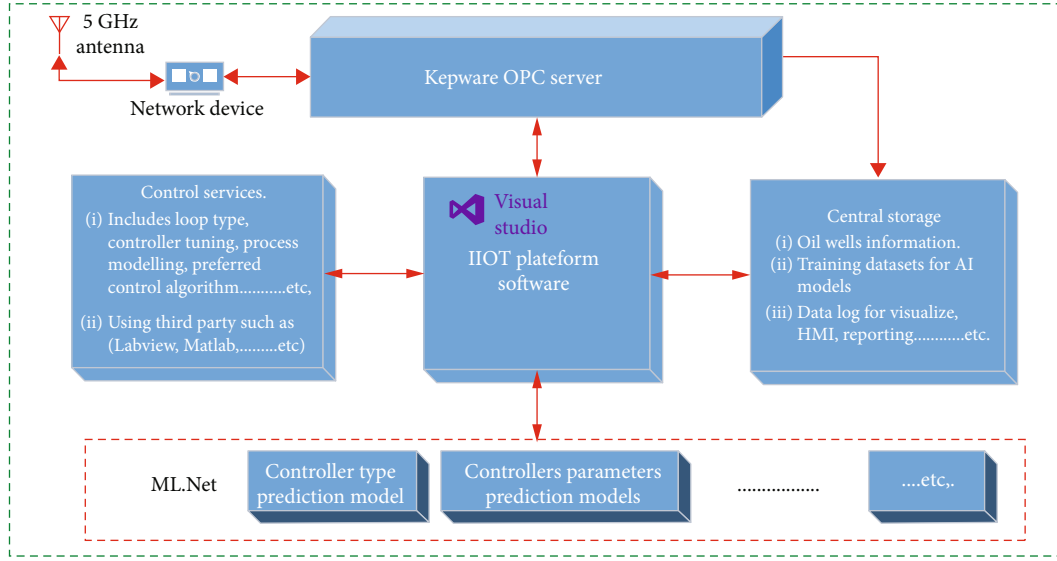 5 GHz
antenna
Network device
Kepware OPC server
Control services.
(i) Includes loop type,
controller tuning, process
modelling, preferred
control algorithm...........etc,
(ii) Using third party such as
(Labview, Matlab,.........etc)
Visual
studio
IIOT plateform
software
Central storage
(i) Oil wells information.
(ii) Training datasets for AI
models
(iii) Data log for visualize,
HMI, reporting............etc.
ML.Net
Controller type
prediction model
Controllers parameters
prediction models
.................
....etc,.